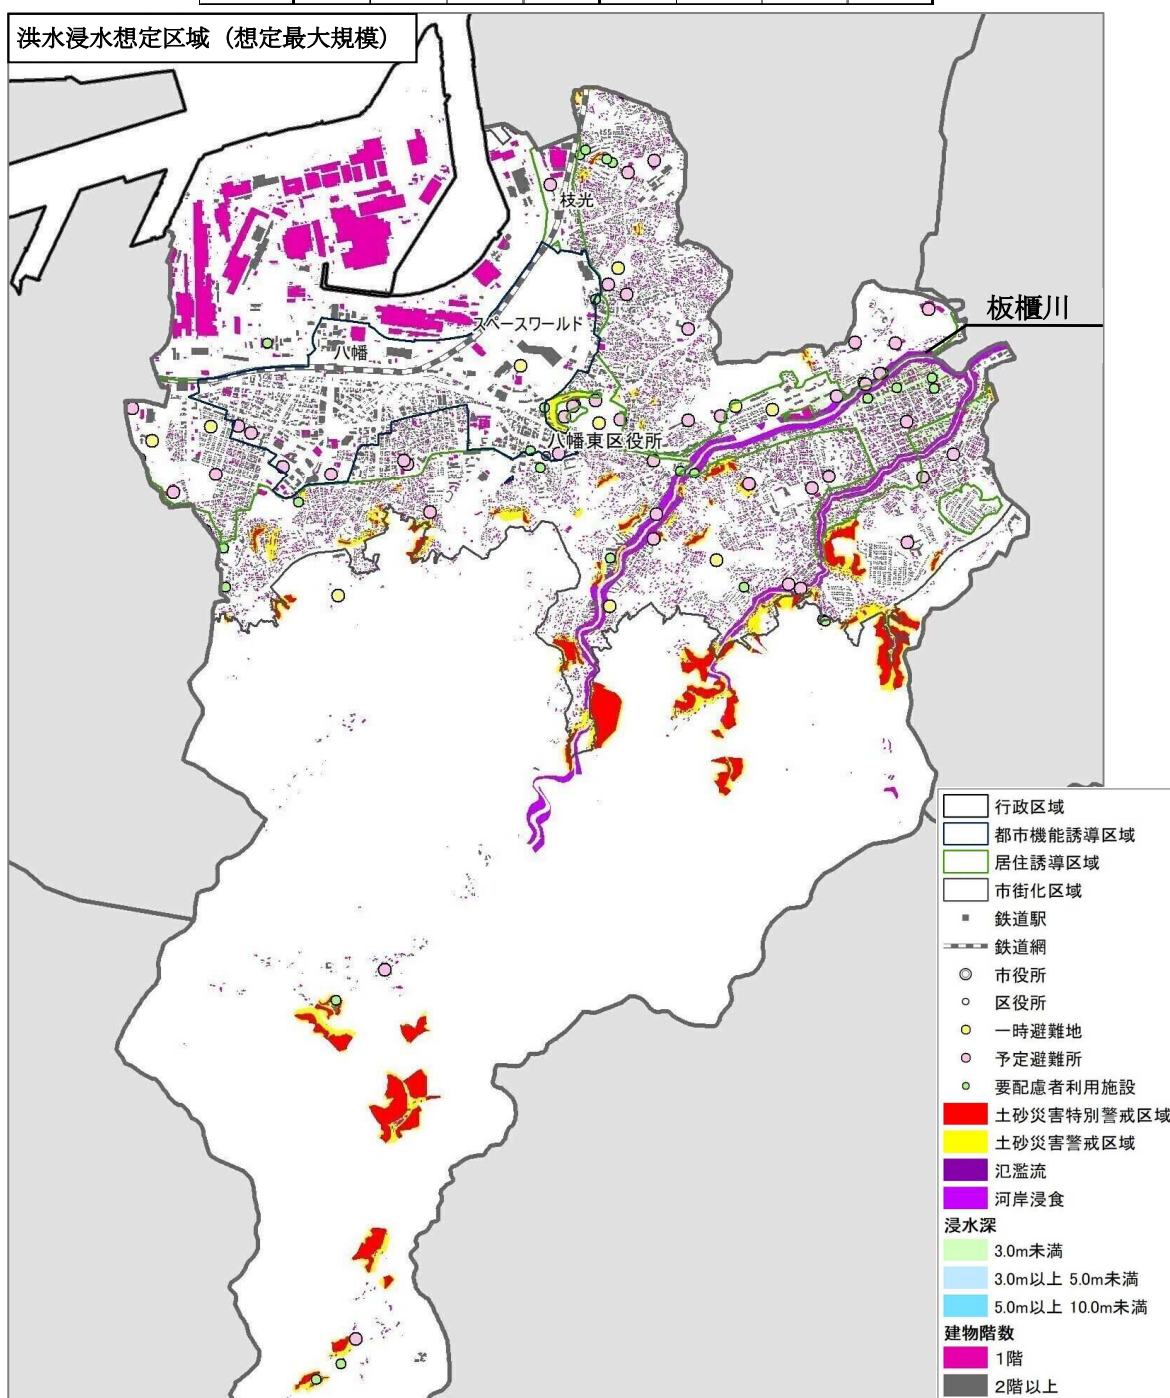 洪水浸水想定区域（想定最大規模）
枝光
板櫃川
スペースワールド
八幡
八幡東区役所
行政区域
都市機能誘導区域
居住誘導区域
市街化区域
鉄道駅
鉄道網
市役所
区役所
一時避難地
予定避難所
要配慮者利用施設
土砂災害特別警戒区域
土砂災害警戒区域
氾濫流
河岸浸食
浸水深
3.0m未満
3.0m以上 5.0m未満
5.0m以上 10.0m未満
建物階数
1階
2階以上